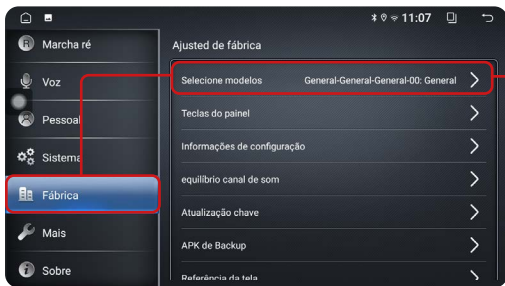 11:07
Marcha ré
Voz
Pessoal
Sistema
Fábrica
Mais
Sobre
Ajusted de fábrica
Selecione modelos General-General-General-00: General
Teclas do painel
Informações de configuração
equilíbrio canal de som
Atualização chave
APK de Backup
Referência da tela